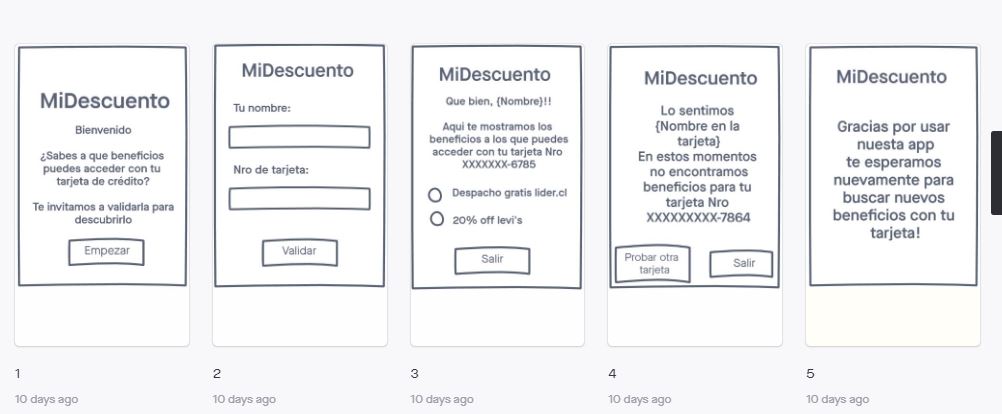 MiDescuento
Bienvenido
¿Sabes a que beneficios
puedes acceder con tu
tarjeta de crédito?
Te invitamos a validarla para
descubrirlo
Empezar
1
10 days ago
MiDescuento
Tu nombre:
Nro de tarjeta:
Validar
2
10 days ago
MiDescuento
Que bien, {Nombre}!!
Aqui te mostramos los
beneficios a los que puedes
acceder con tu tarjeta Nro
XXXXXXX-6785
Despacho gratis lider.cl
20% off levi's
Salir
3
10 days ago
MiDescuento
Lo sentimos
{Nombre en la
tarjeta}
En estos momentos
no encontramos
beneficios para tu
tarjeta Nro
XXXXXXXXX-7864
Probar otra
tarjeta
Salir
4
10 days ago
MiDescuento
Gracias por usar
nuesta app
te esperamos
nuevamente para
buscar nuevos
beneficios con tu
tarjeta!
5
10 days ago